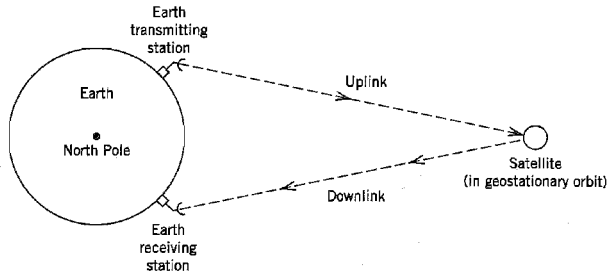 Earth
transmitting
station
Earth
North Pole
Uplink
Satellite
(in geostationary orbit)
Downlink
Earth
receiving
station